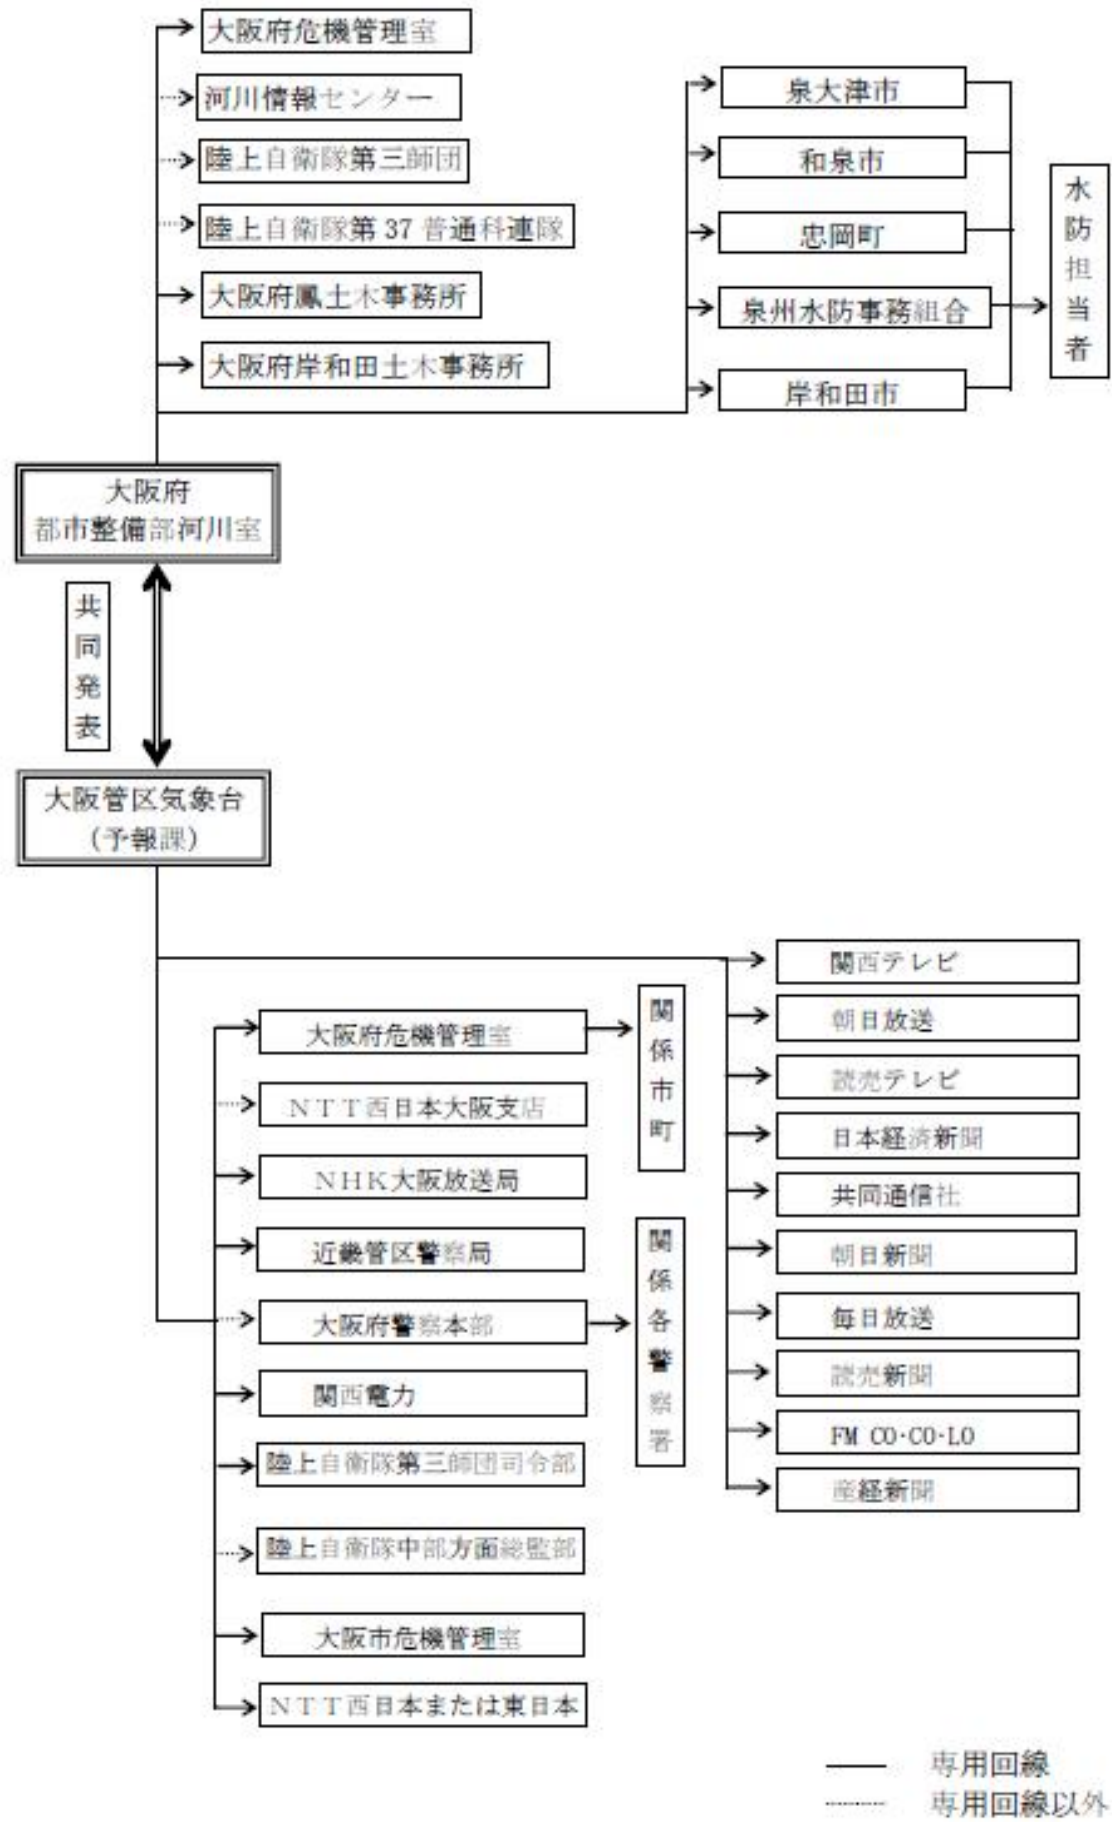 大阪府危機管理室
河川情報センター
陸上自衛隊第三師団
陸上自衛隊第 37 普通科連隊
大阪府鳳土木事務所
大阪府岸和田土木事務所
泉大津市
和泉市
忠岡町
泉州水防事務組合
岸和田市
水防担当者
大阪府
都市整備部河川室
共同発表
大阪管区気象台
(予報課)
大阪府危機管理室
ＮＴＴ西日本大阪支店
ＮＨＫ大阪放送局
近畿管区警察局
大阪府警察本部
関西電力
陸上自衛隊第三師団司令部
陸上自衛隊中部方面総監部
大阪市危機管理室
ＮＴＴ西日本または東日本
関係市町
関係各警察署
関西テレビ
朝日放送
読売テレビ
日本経済新聞
共同通信社
朝日新聞
毎日放送
読売新聞
FM CO·CO·LO
産経新聞
専用回線
専用回線以外